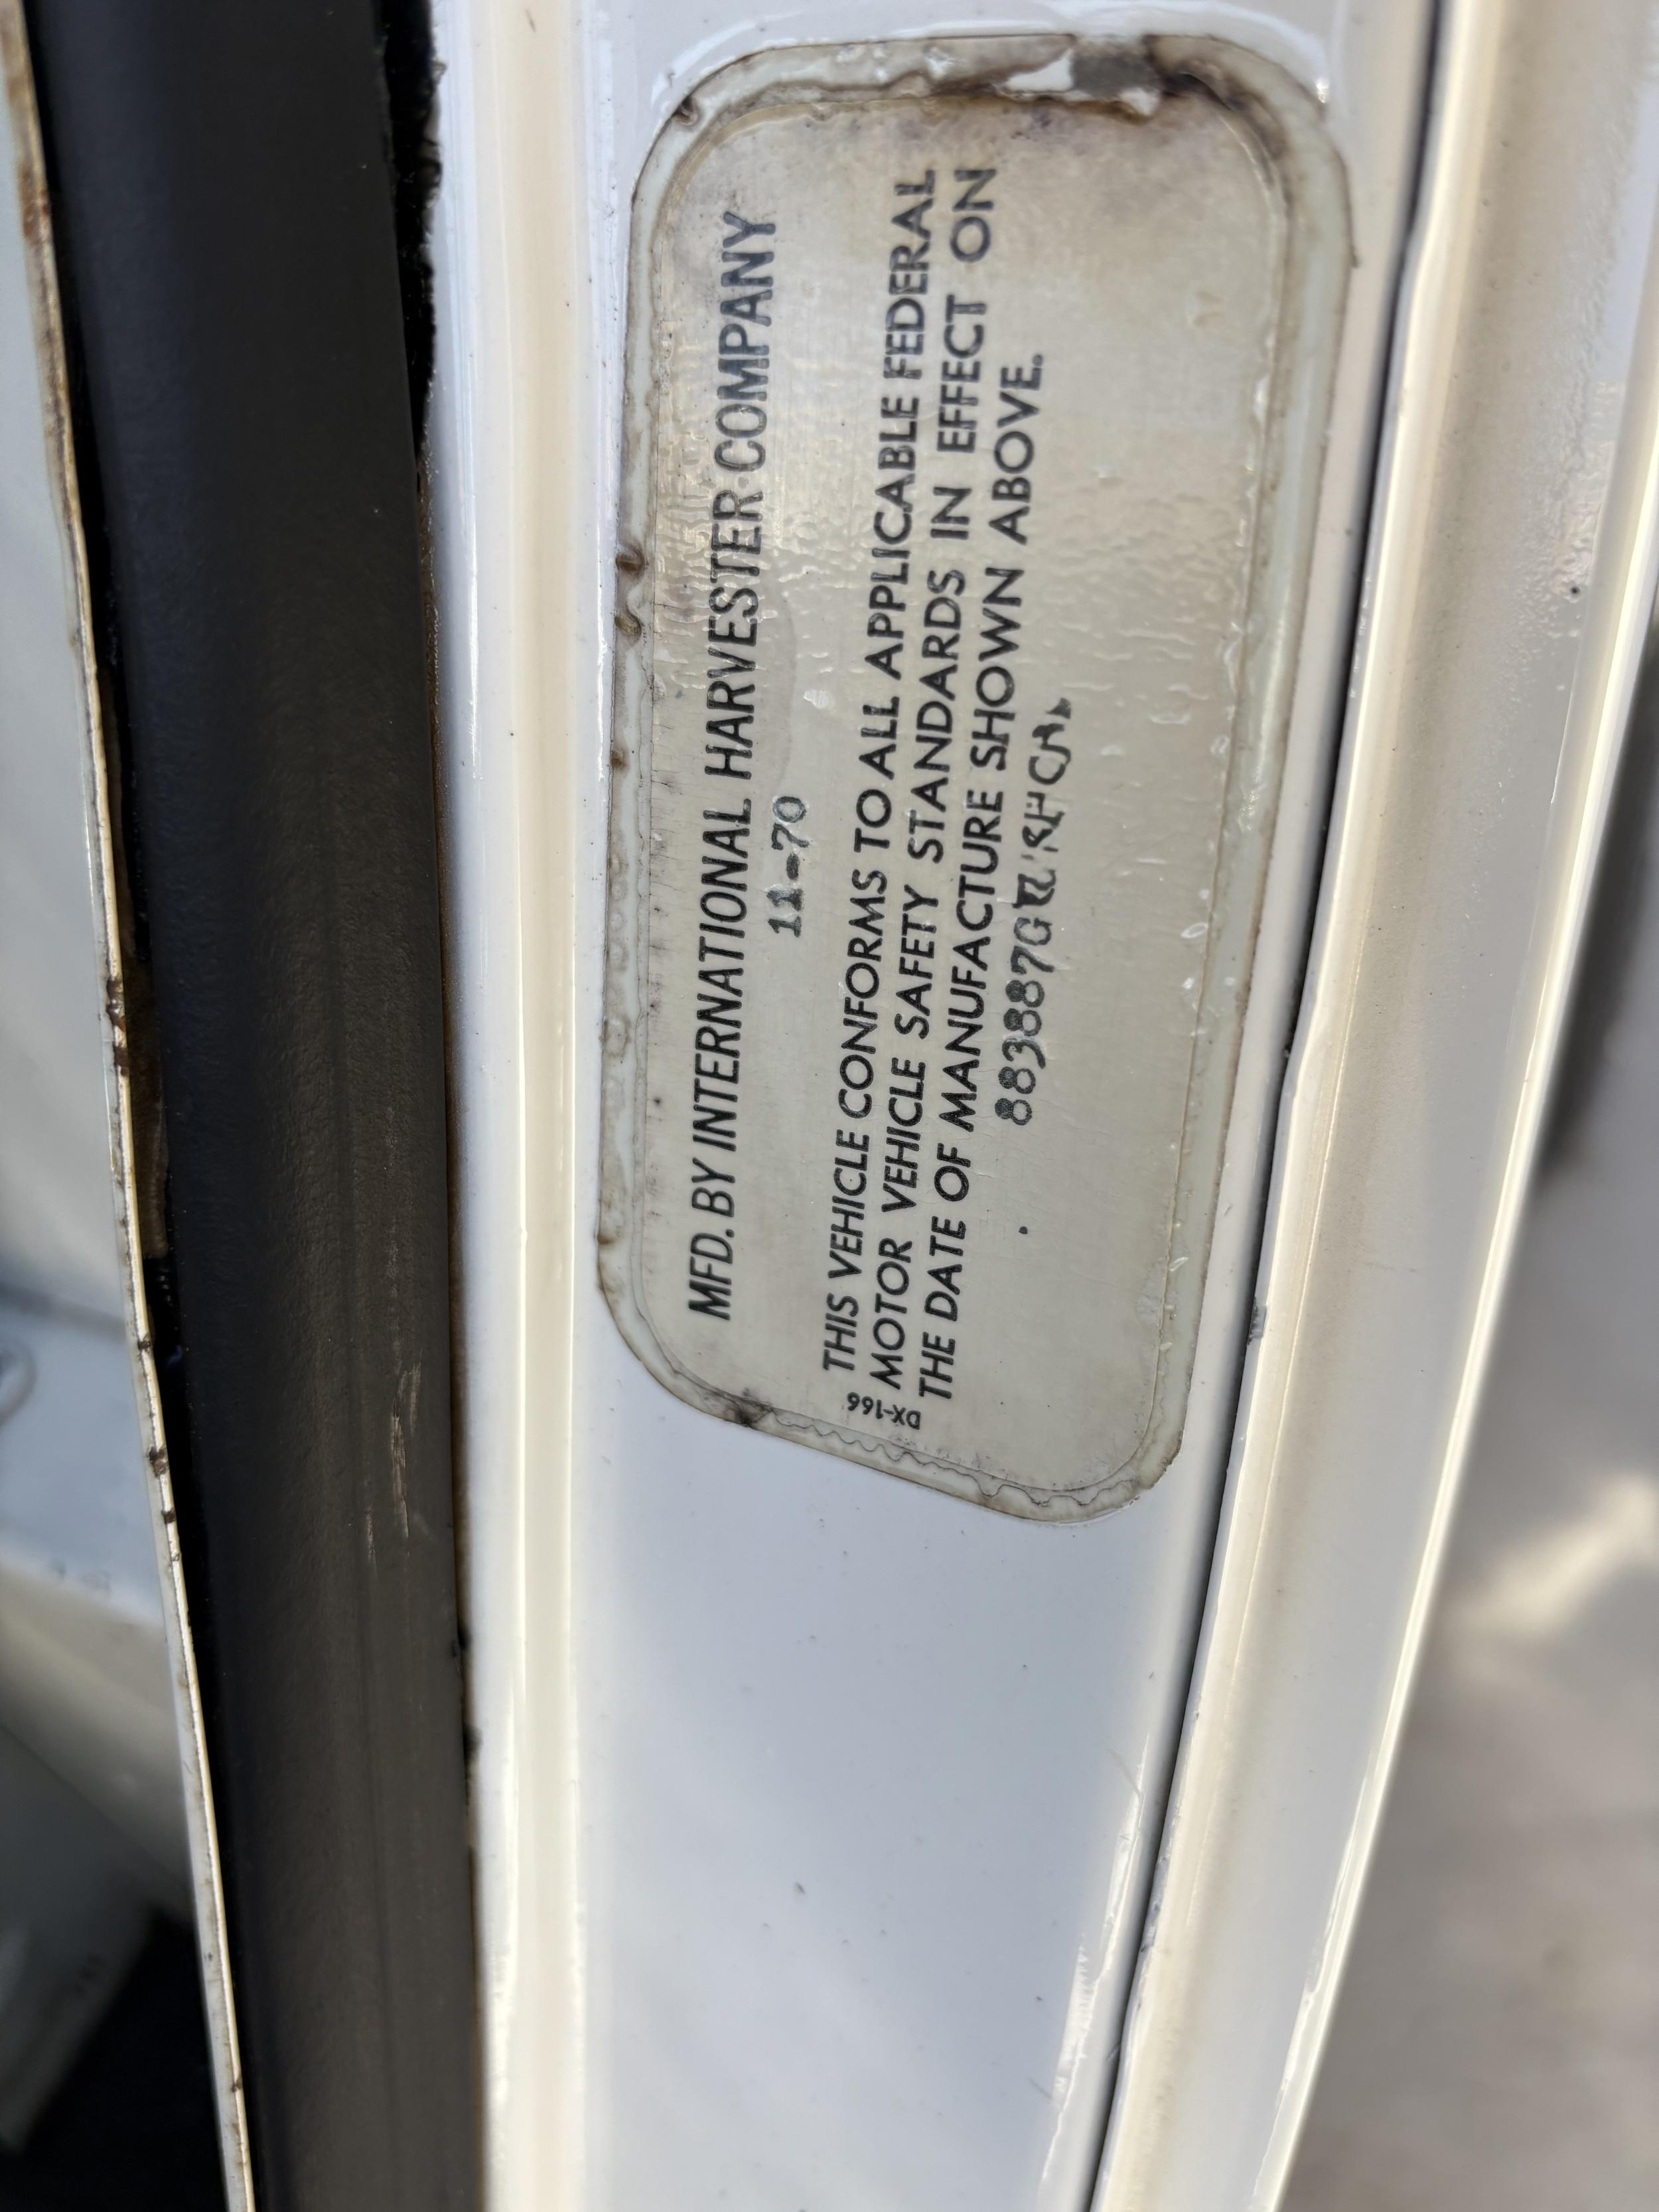 MFD. BY INTERNATIONAL HARVESTER COMPANY
11-70
THIS VEHICLE CONFORMS TO ALL APPLICABLE FEDERAL
MOTOR VEHICLE SAFETY STANDARDS IN EFFECT ON
THE DATE OF MANUFACTURE SHOWN ABOVE.
DX-166